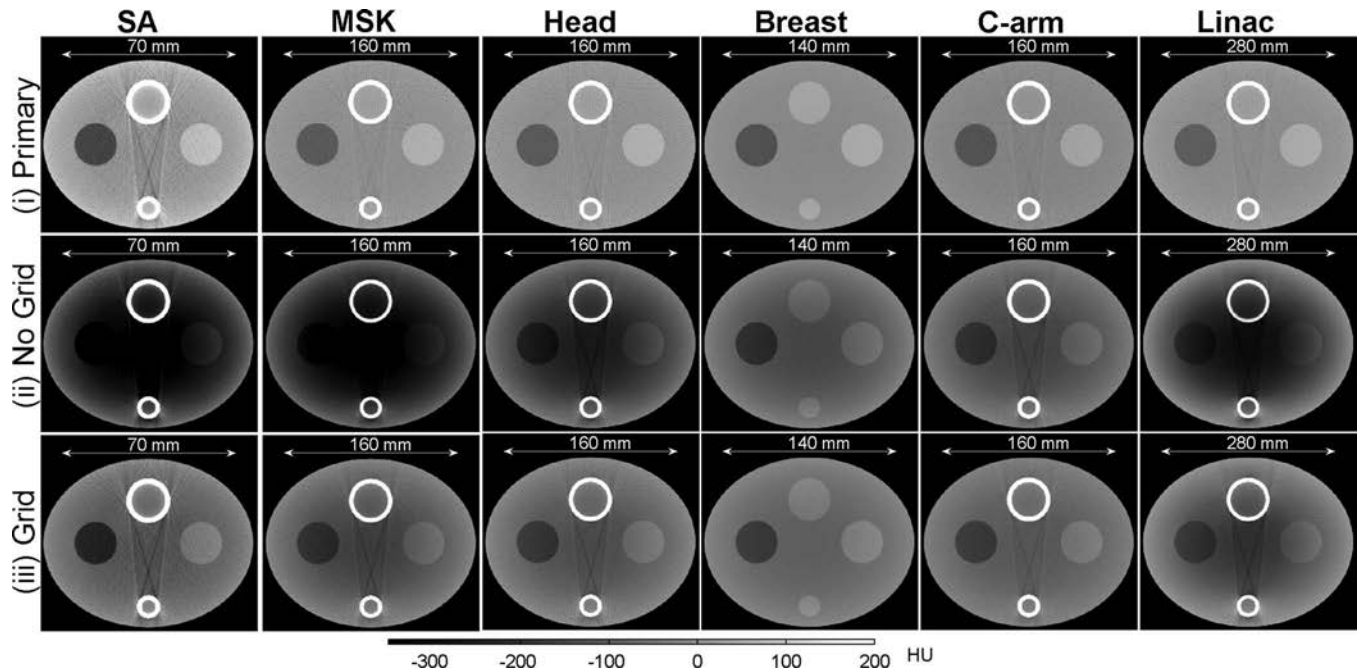 SA MSK Head Breast C-arm Linac
70 mm 160 mm 160 mm 140 mm 160 mm 280 mm
(i) Primary
70 mm 160 mm 160 mm 140 mm 160 mm 280 mm
(ii) No Grid
70 mm 160 mm 160 mm 140 mm 160 mm 280 mm
(iii) Grid
-300 -200 -100 0 100 200 HU